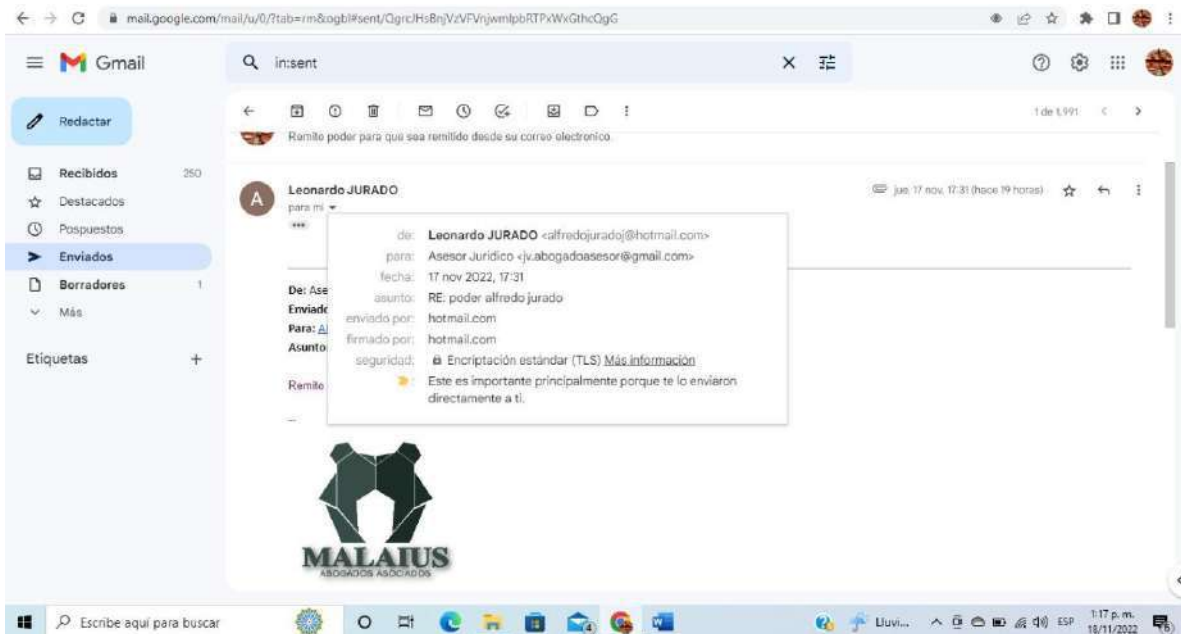 mail.google.com/mail/u/0/?tab=rm&ogbl#sent/QgrcJHsBnjVzVFVnjwmlpbRTPxWxGthcQgG
Gmail
in:sent
Redactar
1 de 1,991
Remito poder para que sea remitido desde su correo electronico.
Recibidos 250
Destacados
Pospuestos
Enviados
Borradores 1
Más
Etiquetas +
A
Leonardo JURADO
jue, 17 nov, 17:31 (hace 19 horas)
para mí
de: Leonardo JURADO <alfredojuradoj@hotmail.com>
para: Asesor Juridico <jv.abogadoasesor@gmail.com>
fecha: 17 nov 2022, 17:31
asunto: RE: poder alfredo jurado
enviado por: hotmail.com
firmado por: hotmail.com
seguridad: Encriptación estándar (TLS) Más información
Este es importante principalmente porque te lo enviaron
directamente a ti.
De: Ase
Enviado
Para: Al
Asunto
Remito
MALAIUS
ABOGADOS ASOCIADOS
Escribe aquí para buscar
Lluvi...
ESP
1:17 p. m.
18/11/2022